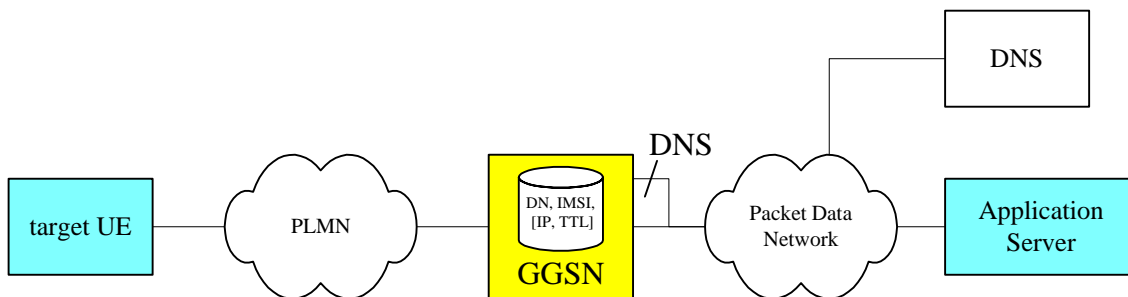 DNS
DNS
target UE
PLMN
DN, IMSI,
[IP, TTL]
GGSN
Packet Data
Network
Application
Server